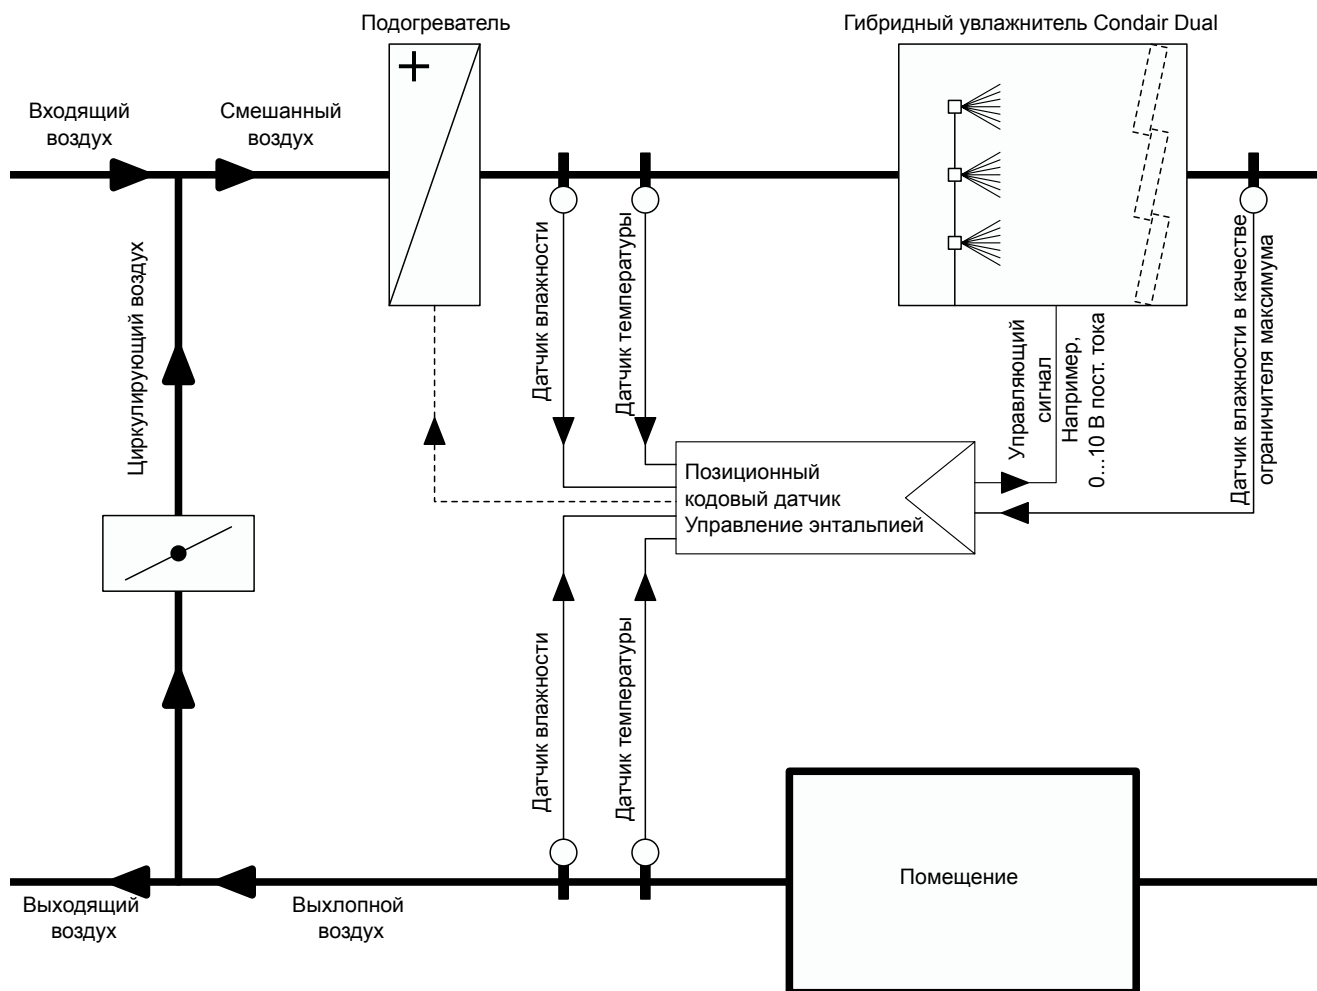 Подогреватель
Гибридный увлажнитель Condair Dual
Входящий
воздух
Смешанный
воздух
Циркулирующий воздух
Датчик влажности
Датчик температуры
Управляющий
сигнал
Например,
0...10 В пост. тока
Датчик влажности в качестве
ограничителя максимума
Позиционный
кодовый датчик
Управление энтальпией
Датчик влажности
Датчик температуры
Помещение
Выходящий
воздух
Выхлопной
воздух